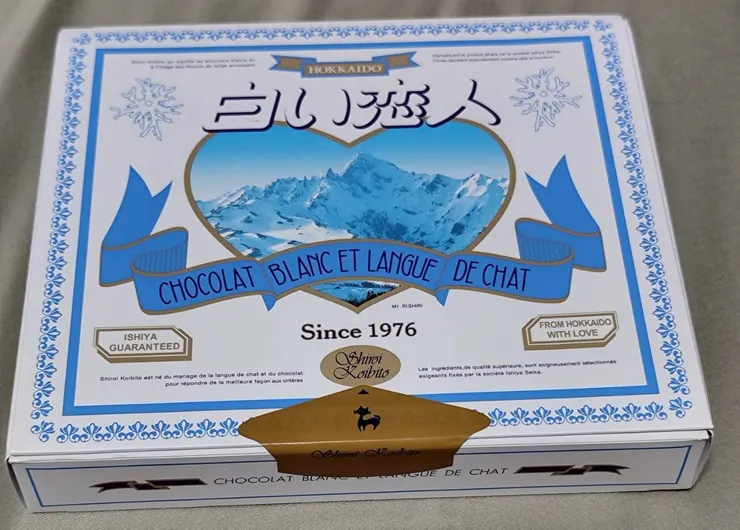 HOKKAIDO
白い恋人
CHOCOLAT BLANC ET LANGUE DE CHAT
MT. RISHIRI
Since 1976
ISHIYA
GUARANTEED
FROM HOKKAIDO
WITH LOVE
Shiroi
Koibito
Shiroi Koibito est né du mariage de la langue de chat et du chocolat
pour répondre de la meilleure façon aux critères
Les ingrédients,de qualité supérieure, sont soigneusement sélectionnés
exigeants fixés par la société Ishiya Seika.
Shiroi Koibito
CHOCOLAT BLANC ET LANGUE DE CHAT